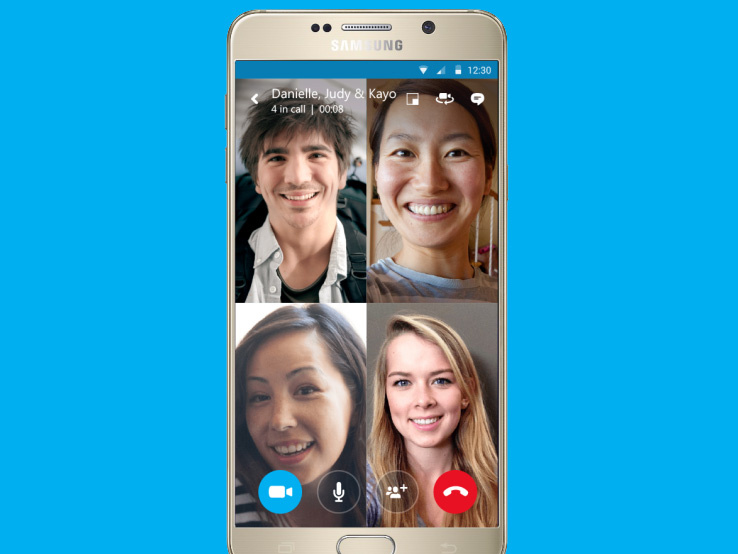 SAMSUNG
12:30
Danielle, Judy & Kayo
4 in call | 00:08